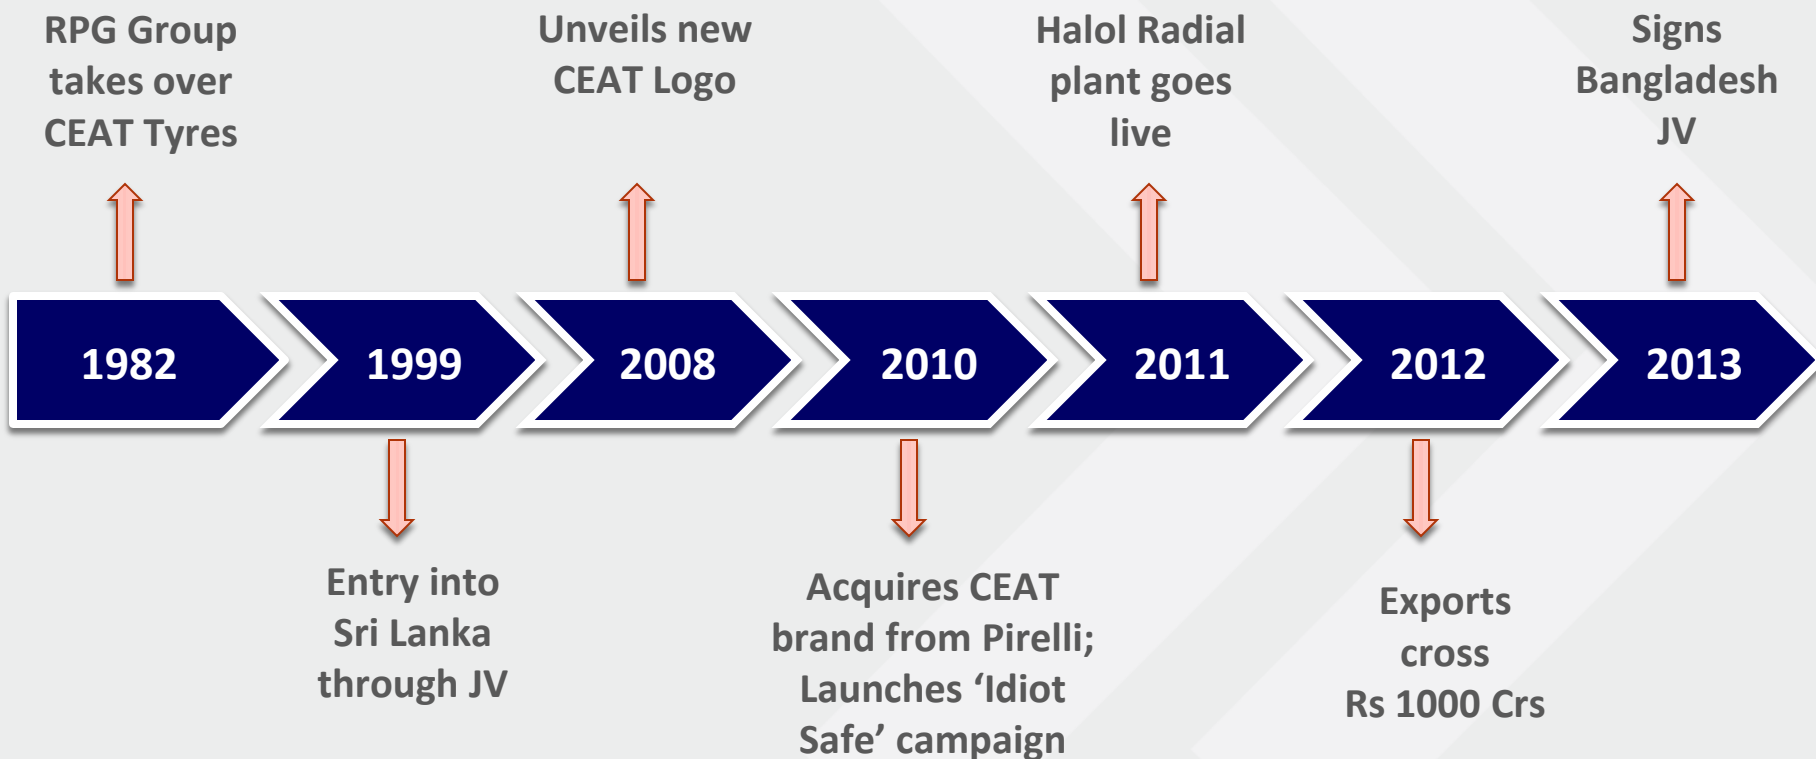 RPG Group
takes over
CEAT Tyres
Unveils new
CEAT Logo
Halol Radial
plant goes
live
Signs
Bangladesh
JV
1982
1999
2008
2010
2011
2012
2013
Entry into
Sri Lanka
through JV
Acquires CEAT
brand from Pirelli;
Launches ‘Idiot
Safe’ campaign
Exports
cross
Rs 1000 Crs